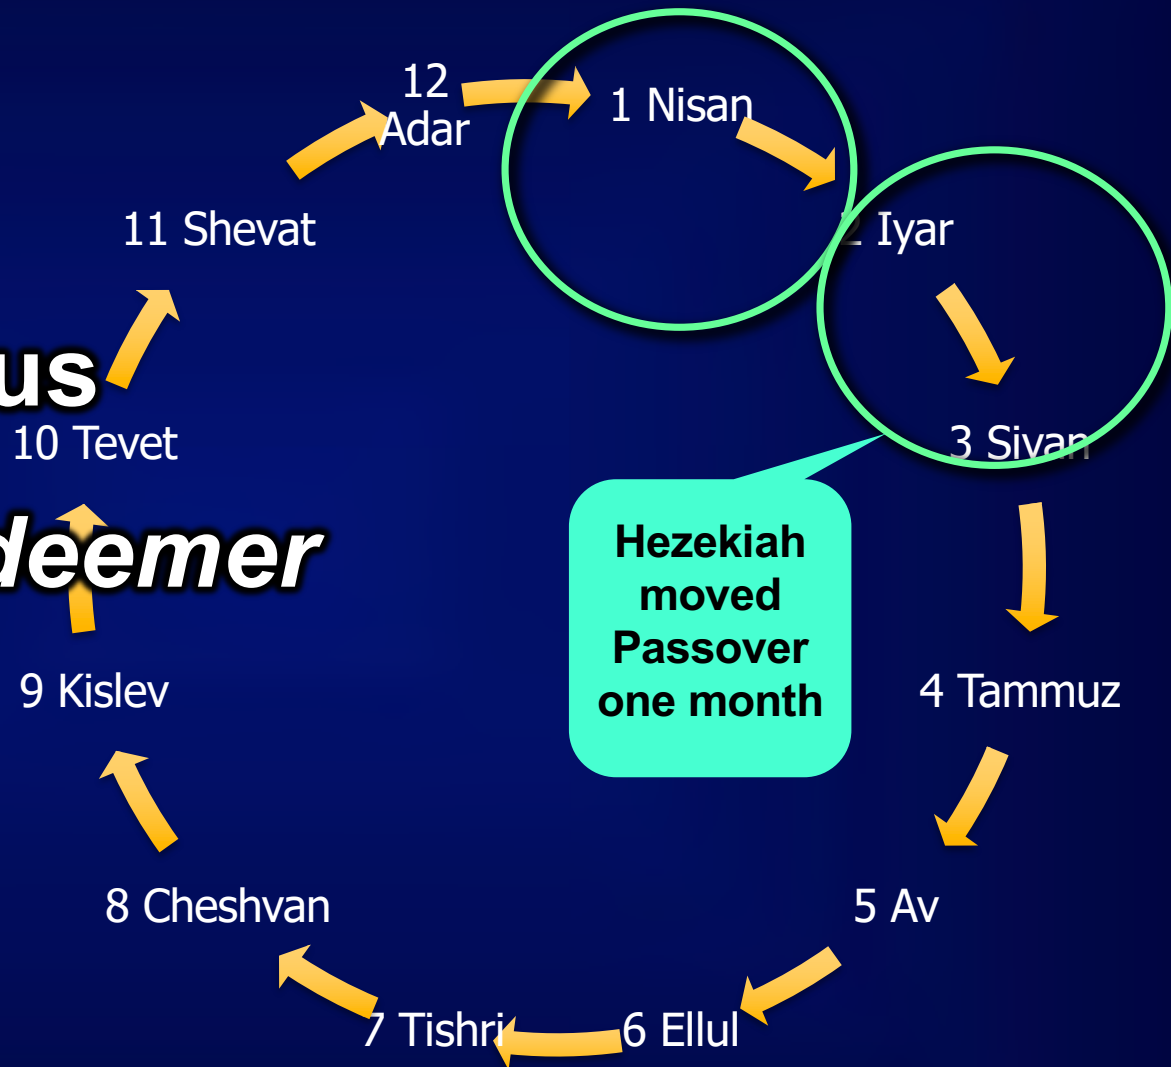 12
Adar
1 Nisan
2 Iyar
3 Sivan
4 Tammuz
5 Av
6 Ellul
7 Tishri
8 Cheshvan
9 Kislev
10 Tevet
11 Shevat
us
deemer
Hezekiah
moved
Passover
one month